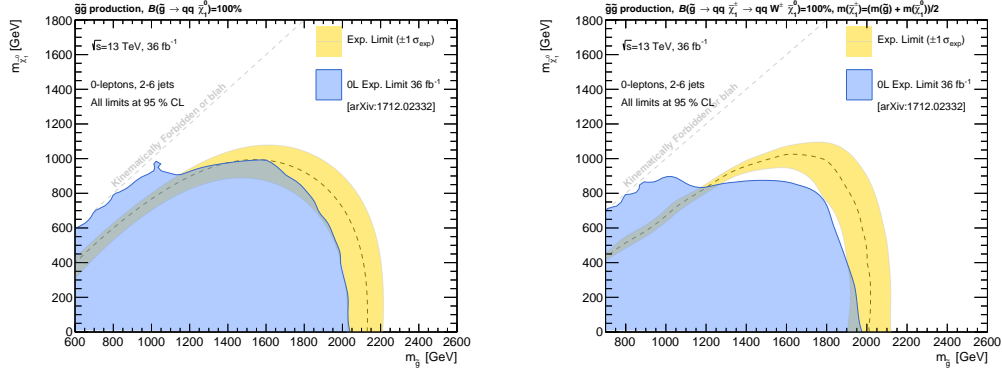 g̃g̃ production, B(g̃ → qq χ̃₁⁰)=100%
√s=13 TeV, 36 fb⁻¹
0-leptons, 2-6 jets
All limits at 95 % CL
Exp. Limit (±1 σexp)
0L Exp. Limit 36 fb⁻¹
[arXiv:1712.02332]
Kinematically Forbidden or blah
m χ̃₁⁰ [GeV]
1800
1600
1400
1200
1000
800
600
400
200
0
600 800 1000 1200 1400 1600 1800 2000 2200 2400 2600
m g̃ [GeV]
g̃g̃ production, B(g̃ → qq χ̃₁± → qq W± χ̃₁⁰)=100%, m(χ̃₁±)=(m(g̃) + m(χ̃₁⁰))/2
√s=13 TeV, 36 fb⁻¹
0-leptons, 2-6 jets
All limits at 95 % CL
Exp. Limit (±1 σexp)
0L Exp. Limit 36 fb⁻¹
[arXiv:1712.02332]
Kinematically Forbidden or blah
m χ̃₁⁰ [GeV]
1800
1600
1400
1200
1000
800
600
400
200
0
800 1000 1200 1400 1600 1800 2000 2200 2400 2600
m g̃ [GeV]